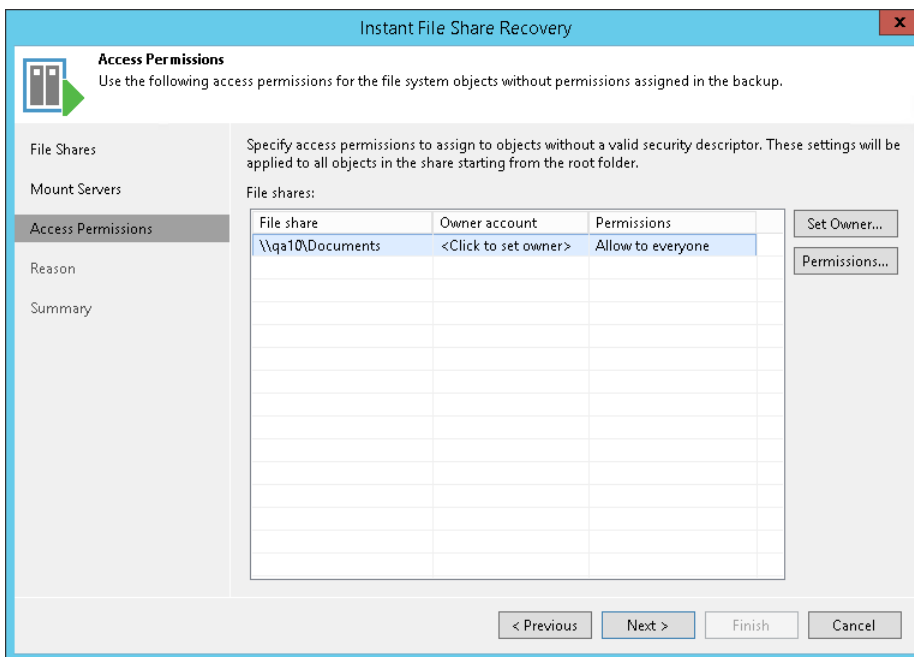 Instant File Share Recovery
x
Access Permissions
Use the following access permissions for the file system objects without permissions assigned in the backup.
File Shares
Mount Servers
Access Permissions
Reason
Summary
Specify access permissions to assign to objects without a valid security descriptor. These settings will be
applied to all objects in the share starting from the root folder.
File shares:
File share Owner account Permissions
\\qa10\Documents <Click to set owner> Allow to everyone
Set Owner...
Permissions...
< Previous Next > Finish Cancel